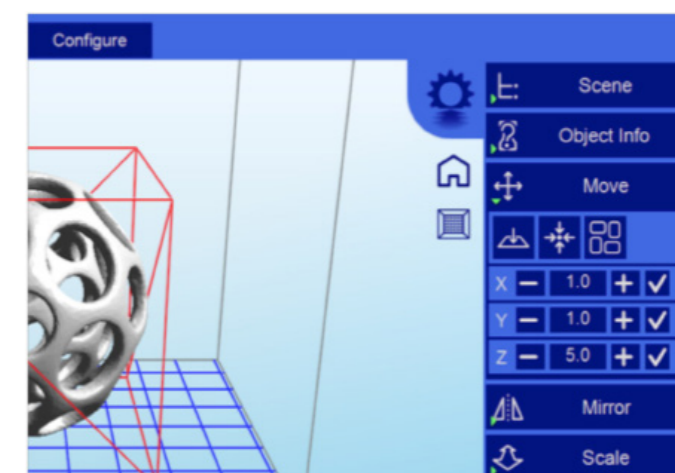 Configure
Scene
Object Info
Move
X 1.0
Y 1.0
Z 5.0
Mirror
Scale